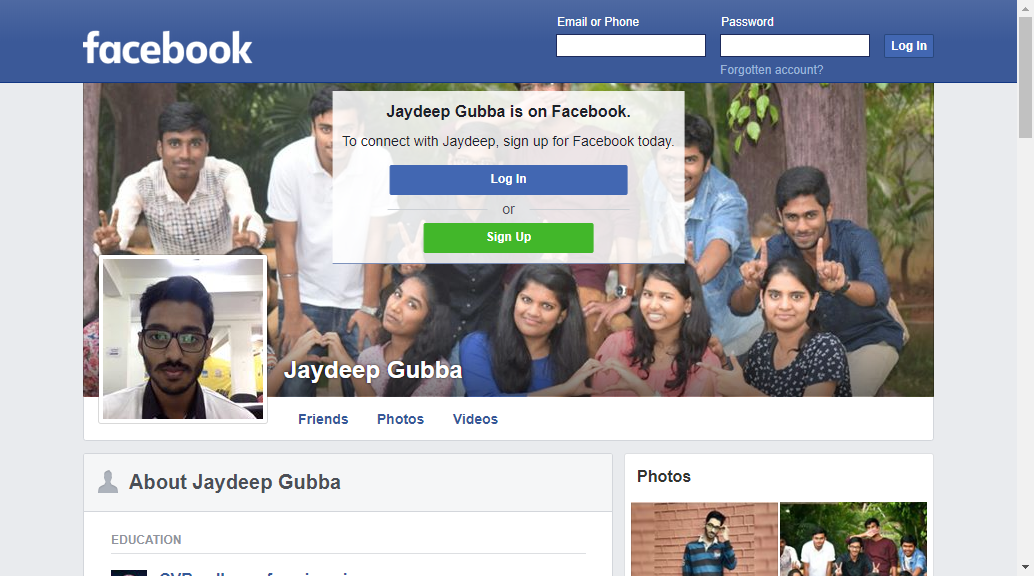 Email or Phone
Password
facebook
Log In
Forgotten account?
Jaydeep Gubba is on Facebook.
To connect with Jaydeep, sign up for Facebook today.
Log In
or
Sign Up
Jaydeep Gubba
Friends
Photos
Videos
About Jaydeep Gubba
Photos
EDUCATION